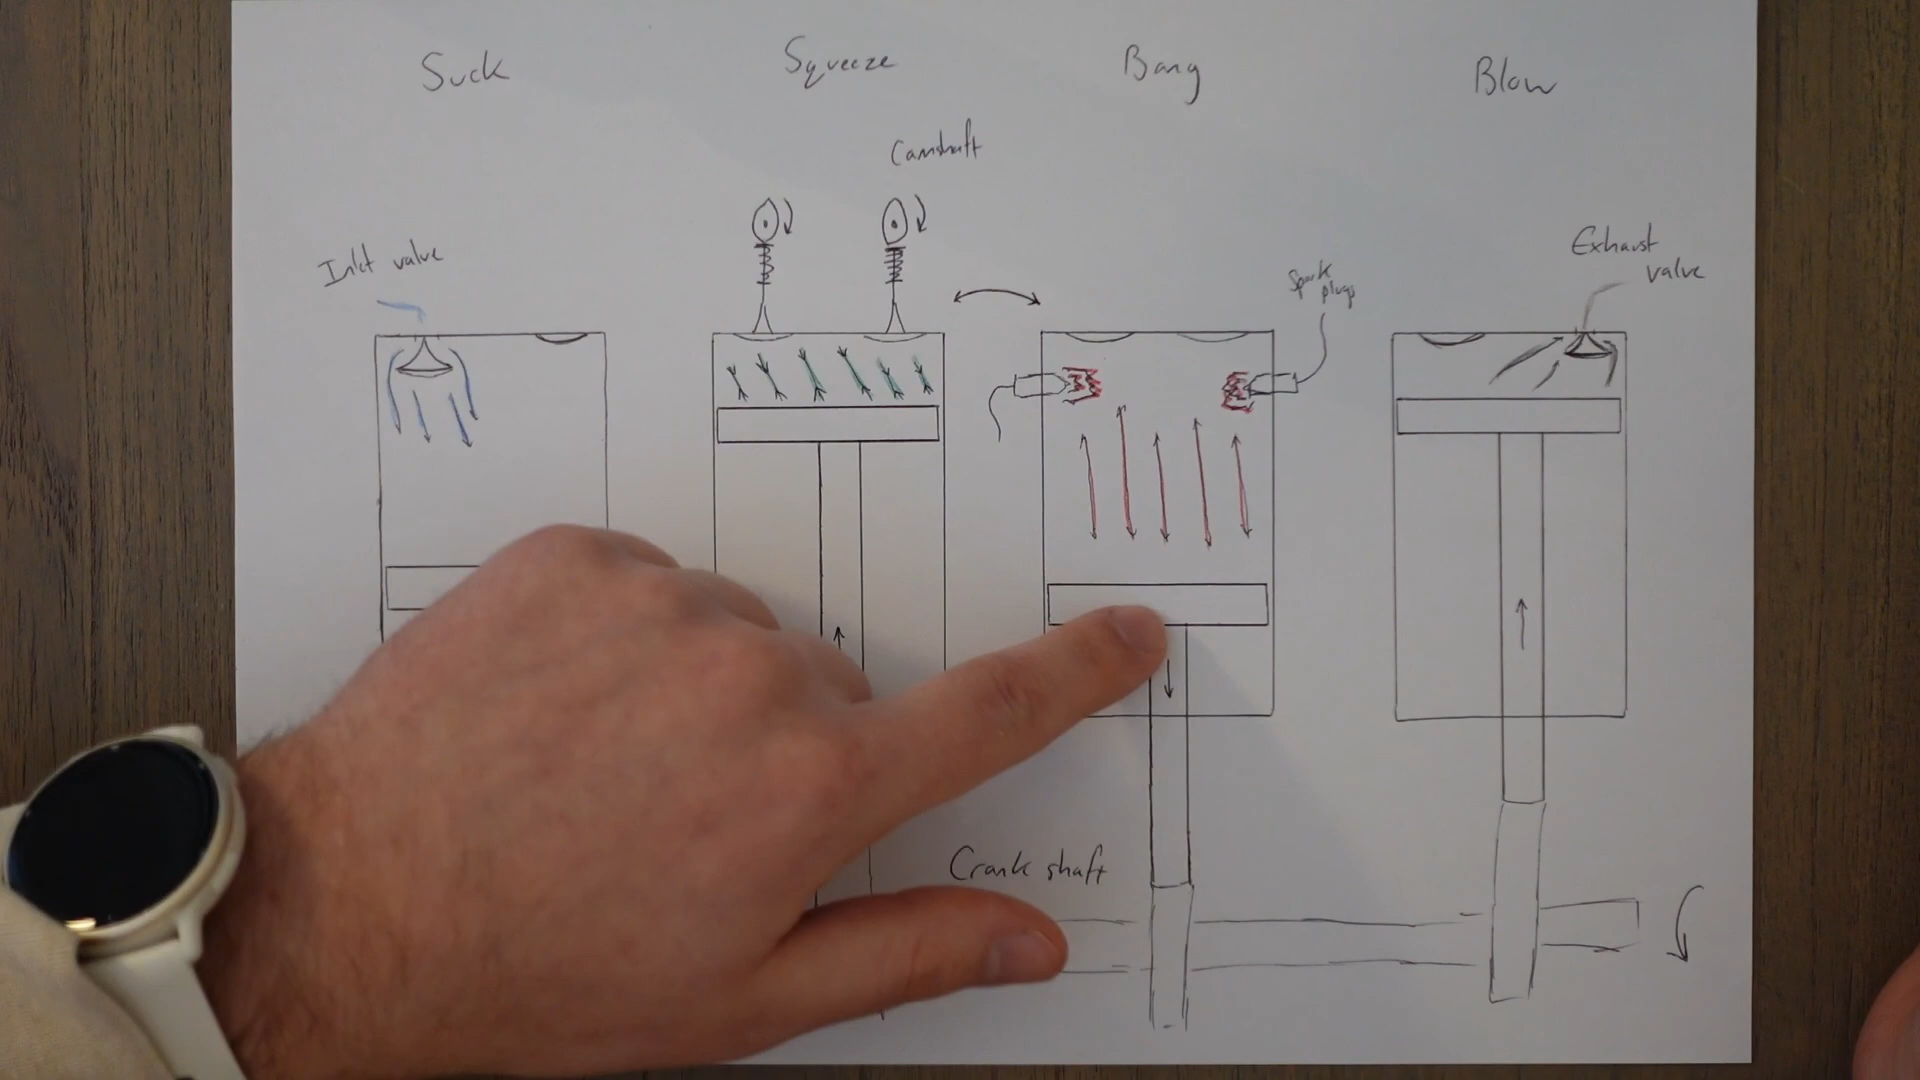 Suck
Squeeze
Bang
Blow
Camshaft
Inlet valve
Spark
plugs
Exhaust
valve
Crank shaft